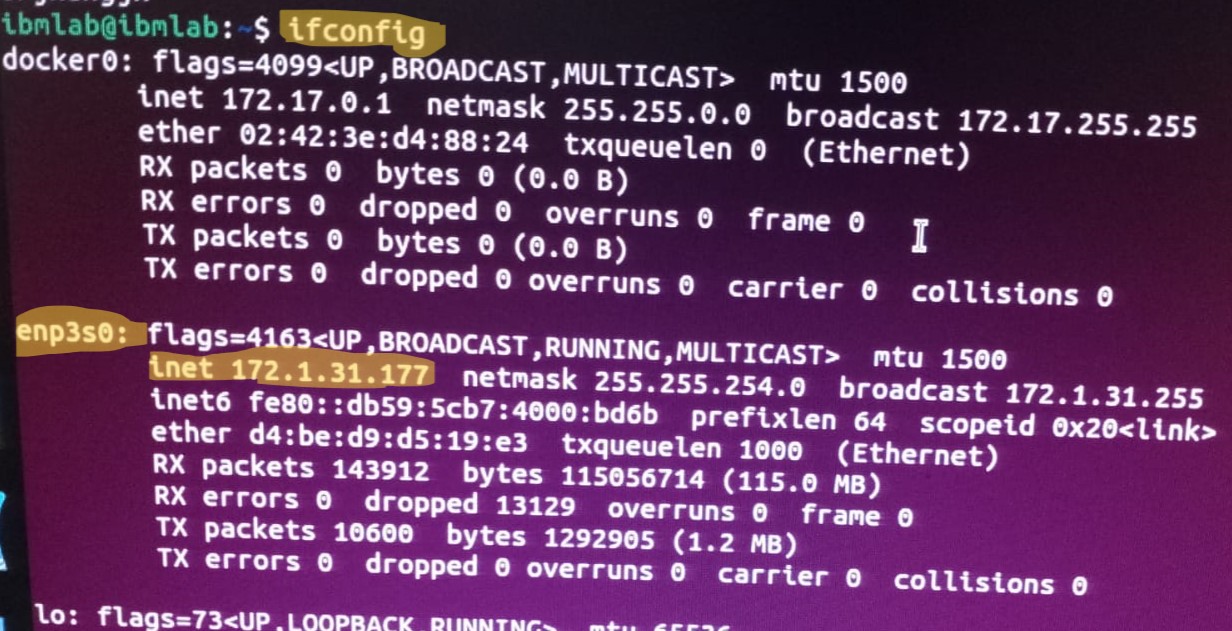 ibmlab@ibmlab:~$ ifconfig
docker0: flags=4099<UP,BROADCAST,MULTICAST>  mtu 1500
inet 172.17.0.1  netmask 255.255.0.0  broadcast 172.17.255.255
ether 02:42:3e:d4:88:24  txqueuelen 0  (Ethernet)
RX packets 0  bytes 0 (0.0 B)
RX errors 0  dropped 0  overruns 0  frame 0
TX packets 0  bytes 0 (0.0 B)
TX errors 0  dropped 0 overruns 0  carrier 0  collisions 0
enp3s0: flags=4163<UP,BROADCAST,RUNNING,MULTICAST>  mtu 1500
inet 172.1.31.177  netmask 255.255.254.0  broadcast 172.1.31.255
inet6 fe80::db59:5cb7:4000:bd6b  prefixlen 64  scopeid 0x20<link>
ether d4:be:d9:d5:19:e3  txqueuelen 1000  (Ethernet)
RX packets 143912  bytes 115056714 (115.0 MB)
RX errors 0  dropped 13129  overruns 0  frame 0
TX packets 10600  bytes 1292905 (1.2 MB)
TX errors 0  dropped 0 overruns 0  carrier 0  collisions 0
lo: flags=73<UP,LOOPBACK,RUNNING>  mtu 65536